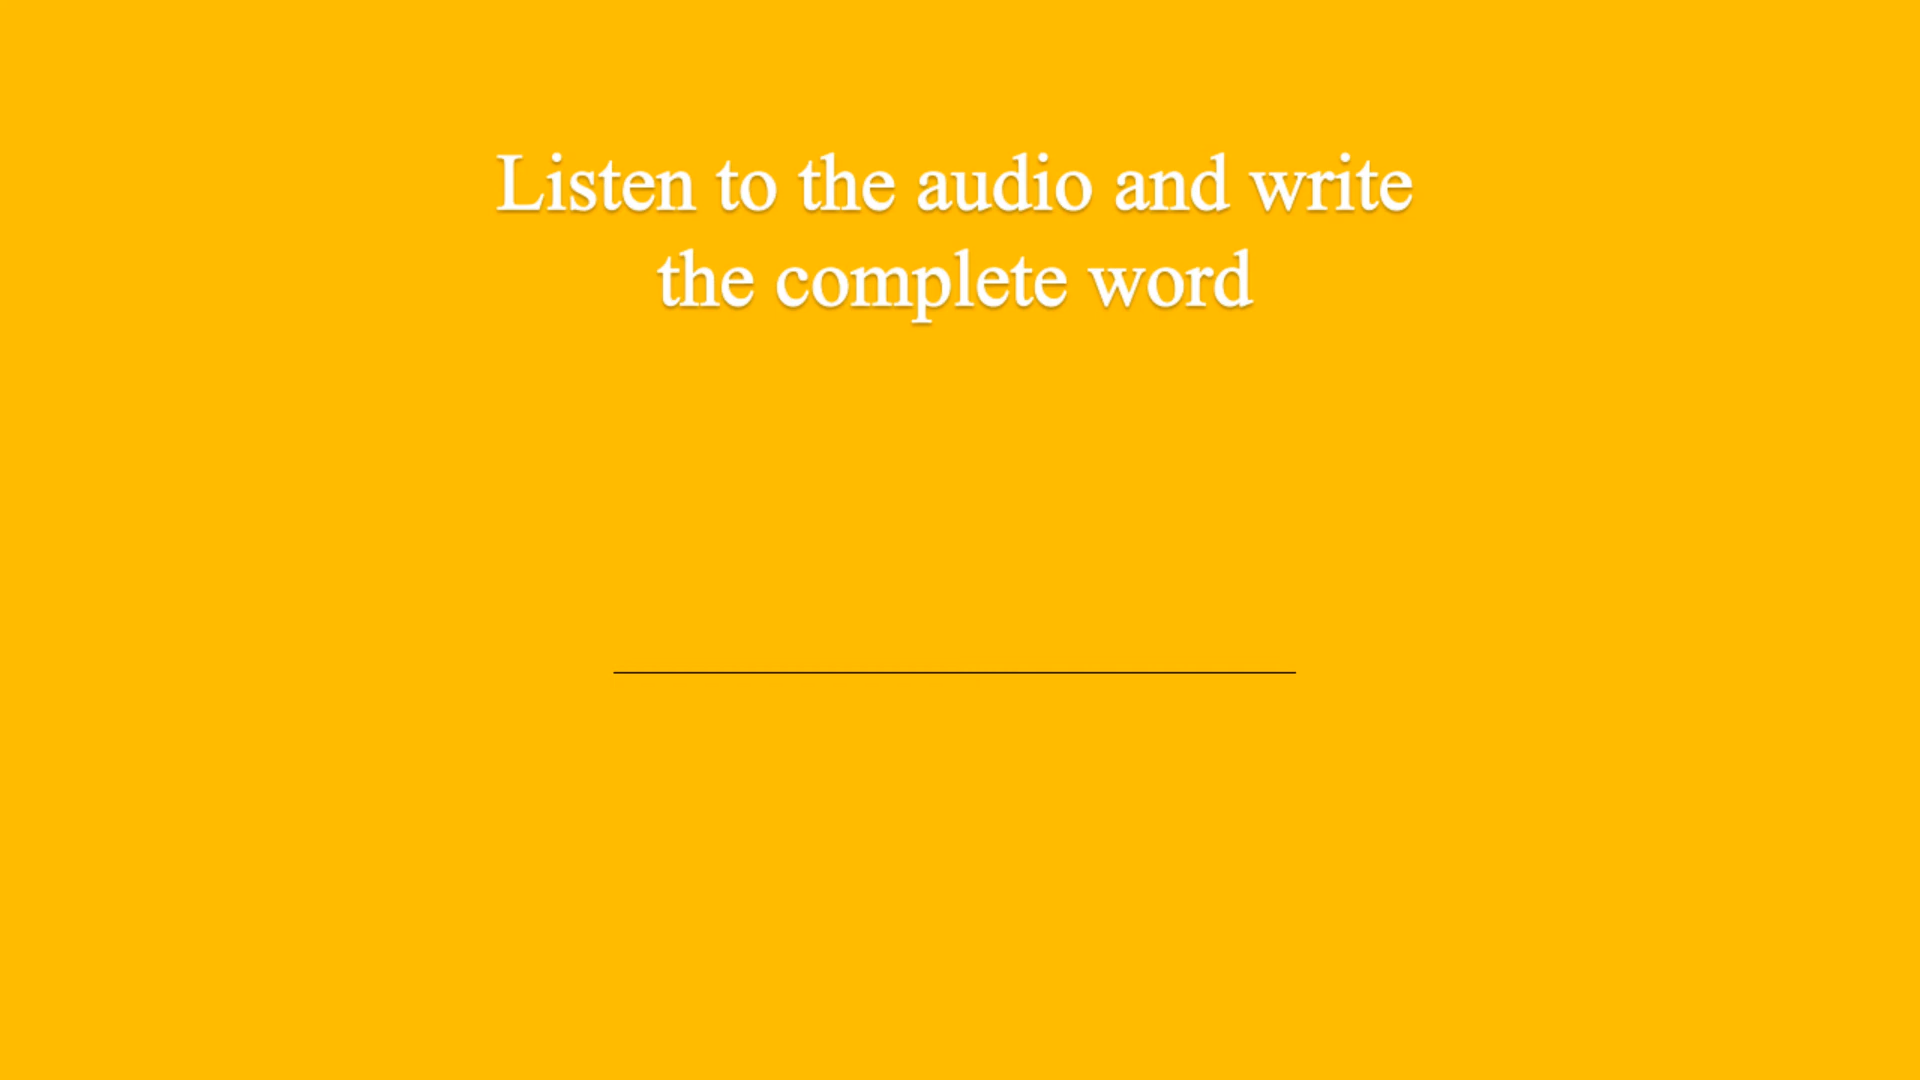 Listen to the audio and write
the complete word